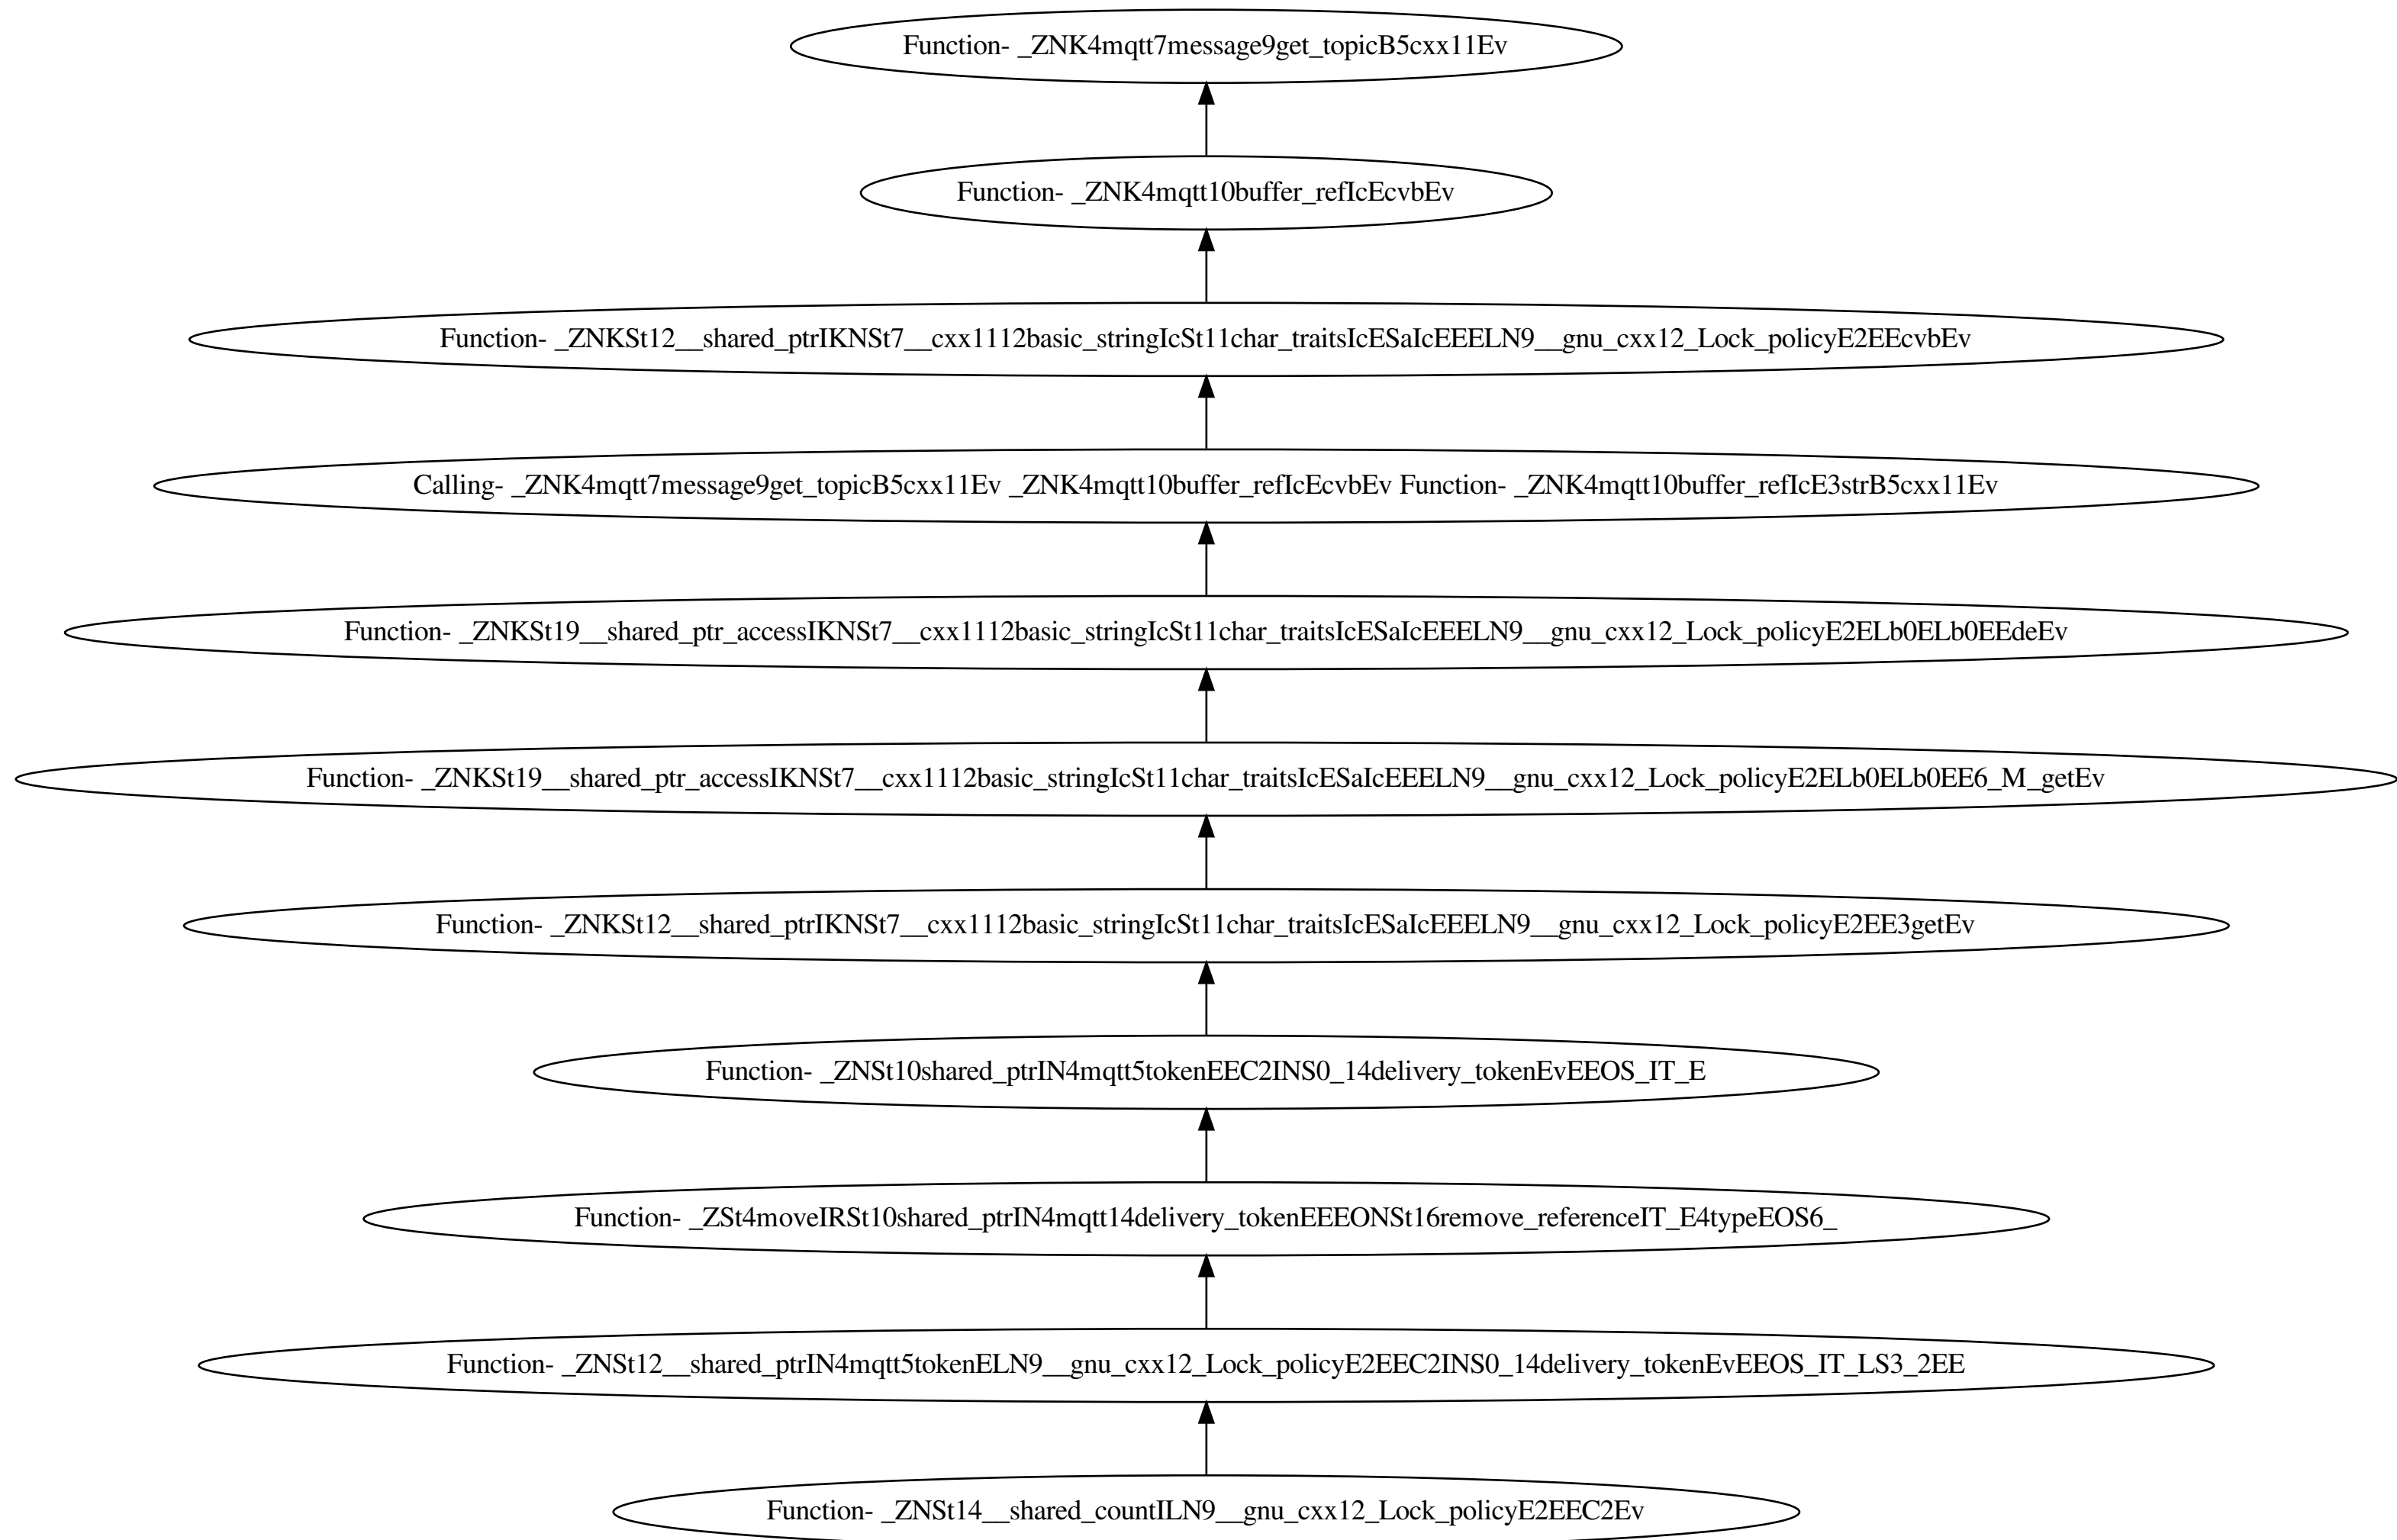 Function- _ZNK4mqtt7message9get_topicB5cxx11Ev
Function- _ZNK4mqtt10buffer_refIcEcvbEv
Function- _ZNKSt12__shared_ptrIKNSt7__cxx1112basic_stringIcSt11char_traitsIcESaIcEEELN9__gnu_cxx12_Lock_policyE2EEcvbEv
Calling- _ZNK4mqtt7message9get_topicB5cxx11Ev _ZNK4mqtt10buffer_refIcEcvbEv Function- _ZNK4mqtt10buffer_refIcE3strB5cxx11Ev
Function- _ZNKSt19__shared_ptr_accessIKNSt7__cxx1112basic_stringIcSt11char_traitsIcESaIcEEELN9__gnu_cxx12_Lock_policyE2ELb0ELb0EEdeEv
Function- _ZNKSt19__shared_ptr_accessIKNSt7__cxx1112basic_stringIcSt11char_traitsIcESaIcEEELN9__gnu_cxx12_Lock_policyE2ELb0ELb0EE6_M_getEv
Function- _ZNKSt12__shared_ptrIKNSt7__cxx1112basic_stringIcSt11char_traitsIcESaIcEEELN9__gnu_cxx12_Lock_policyE2EE3getEv
Function- _ZNSt10shared_ptrIN4mqtt5tokenEEC2INS0_14delivery_tokenEvEEOS_IT_E
Function- _ZSt4moveIRSt10shared_ptrIN4mqtt14delivery_tokenEEEONSt16remove_referenceIT_E4typeEOS6_
Function- _ZNSt12__shared_ptrIN4mqtt5tokenELN9__gnu_cxx12_Lock_policyE2EEC2INS0_14delivery_tokenEvEEOS_IT_LS3_2EE
Function- _ZNSt14__shared_countILN9__gnu_cxx12_Lock_policyE2EEC2Ev